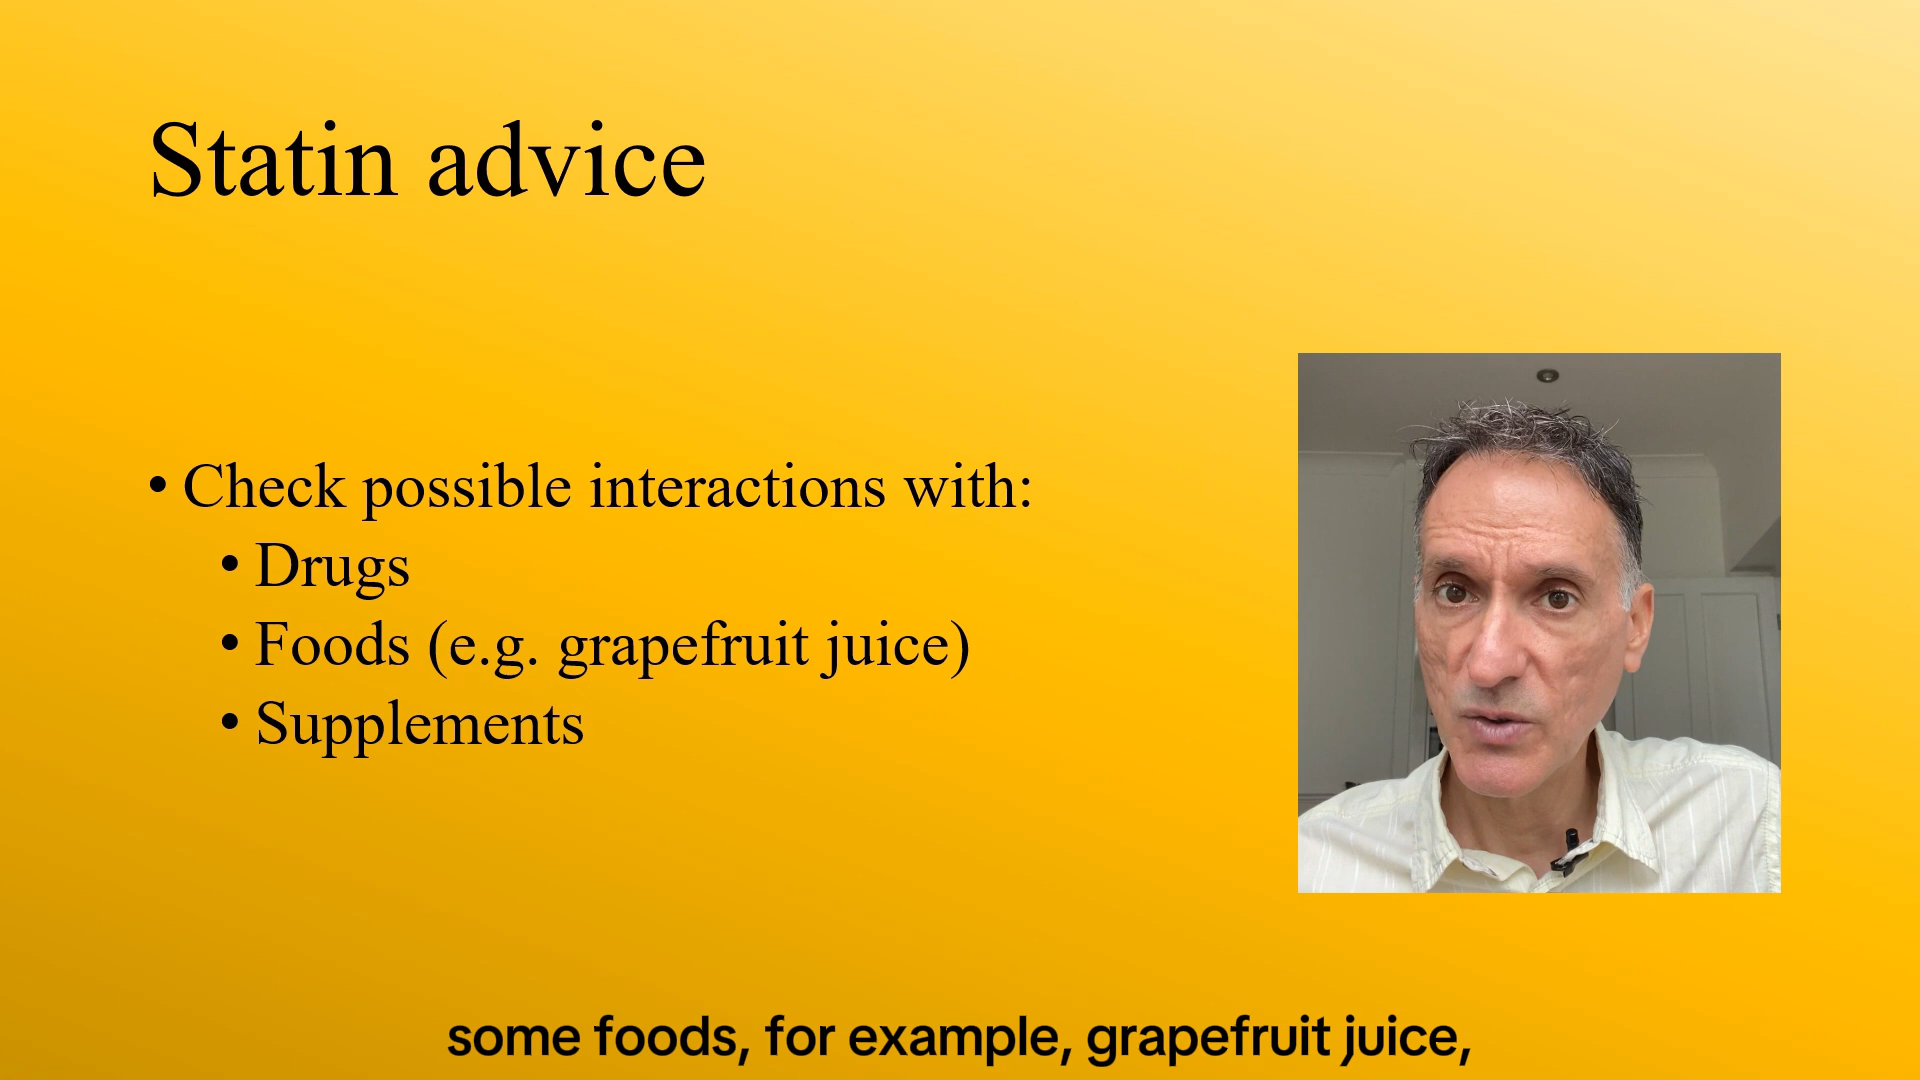 Statin advice
• Check possible interactions with:
• Drugs
• Foods (e.g. grapefruit juice)
• Supplements
some foods, for example, grapefruit juice,